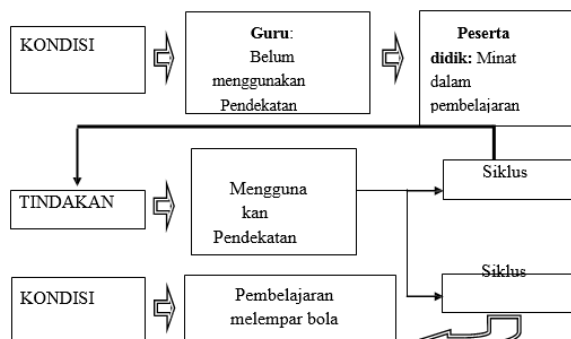 KONDISI
Guru:
Belum
menggunakan
Pendekatan
Peserta
didik: Minat
dalam
pembelajaran
TINDAKAN
Mengguna
kan
Pendekatan
Siklus
Siklus
KONDISI
Pembelajaran
melempar bola